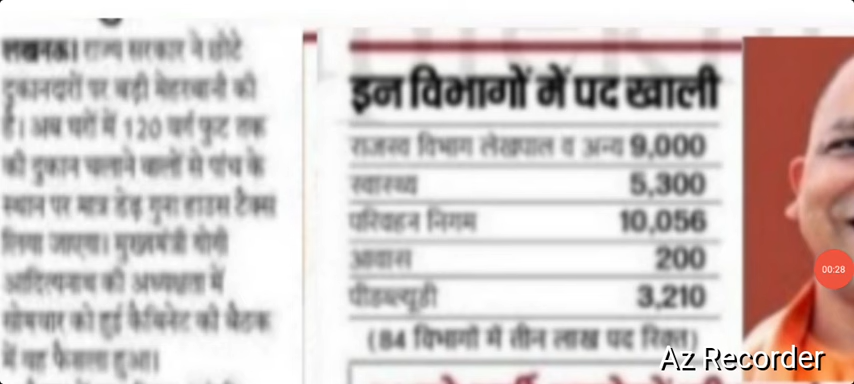 लखनऊ। राज्य सरकार ने छोटे
दुकानदारों पर बड़ी मेहरबानी की
है। अब घरों में 120 वर्ग फुट तक
की दुकान चलाने वालों से पांच के
स्थान पर मात्र डेढ़ गुना हाउस टैक्स
लिया जाएगा। मुख्यमंत्री योगी
आदित्यनाथ की अध्यक्षता में
सोमवार को हुई कैबिनेट की बैठक
में यह फैसला हुआ।
इन विभागों में पद खाली
राजस्व विभाग लेखपाल व अन्य 9,000
स्वास्थ्य 5,300
परिवहन निगम 10,056
आवास 200
पीडब्ल्यूडी 3,210
(84 विभागों में तीन लाख पद रिक्त)
00:28
Az Recorder